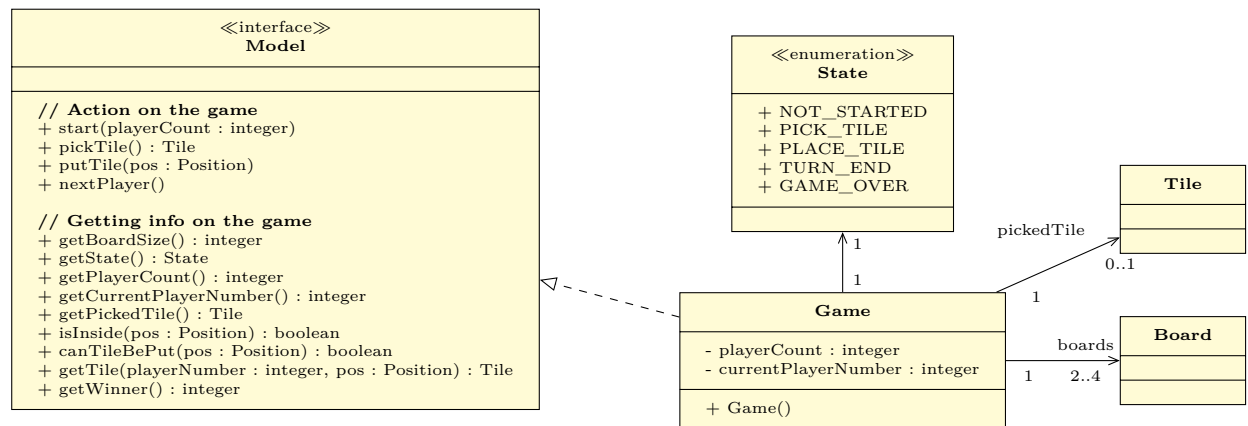 ≪interface≫
Model
// Action on the game
+ start(playerCount : integer)
+ pickTile() : Tile
+ putTile(pos : Position)
+ nextPlayer()
// Getting info on the game
+ getBoardSize() : integer
+ getState() : State
+ getPlayerCount() : integer
+ getCurrentPlayerNumber() : integer
+ getPickedTile() : Tile
+ isInside(pos : Position) : boolean
+ canTileBePut(pos : Position) : boolean
+ getTile(playerNumber : integer, pos : Position) : Tile
+ getWinner() : integer
≪enumeration≫
State
+ NOT_STARTED
+ PICK_TILE
+ PLACE_TILE
+ TURN_END
+ GAME_OVER
1
1
Game
- playerCount : integer
- currentPlayerNumber : integer
+ Game()
pickedTile
0..1
1
Tile
boards
1
2..4
Board